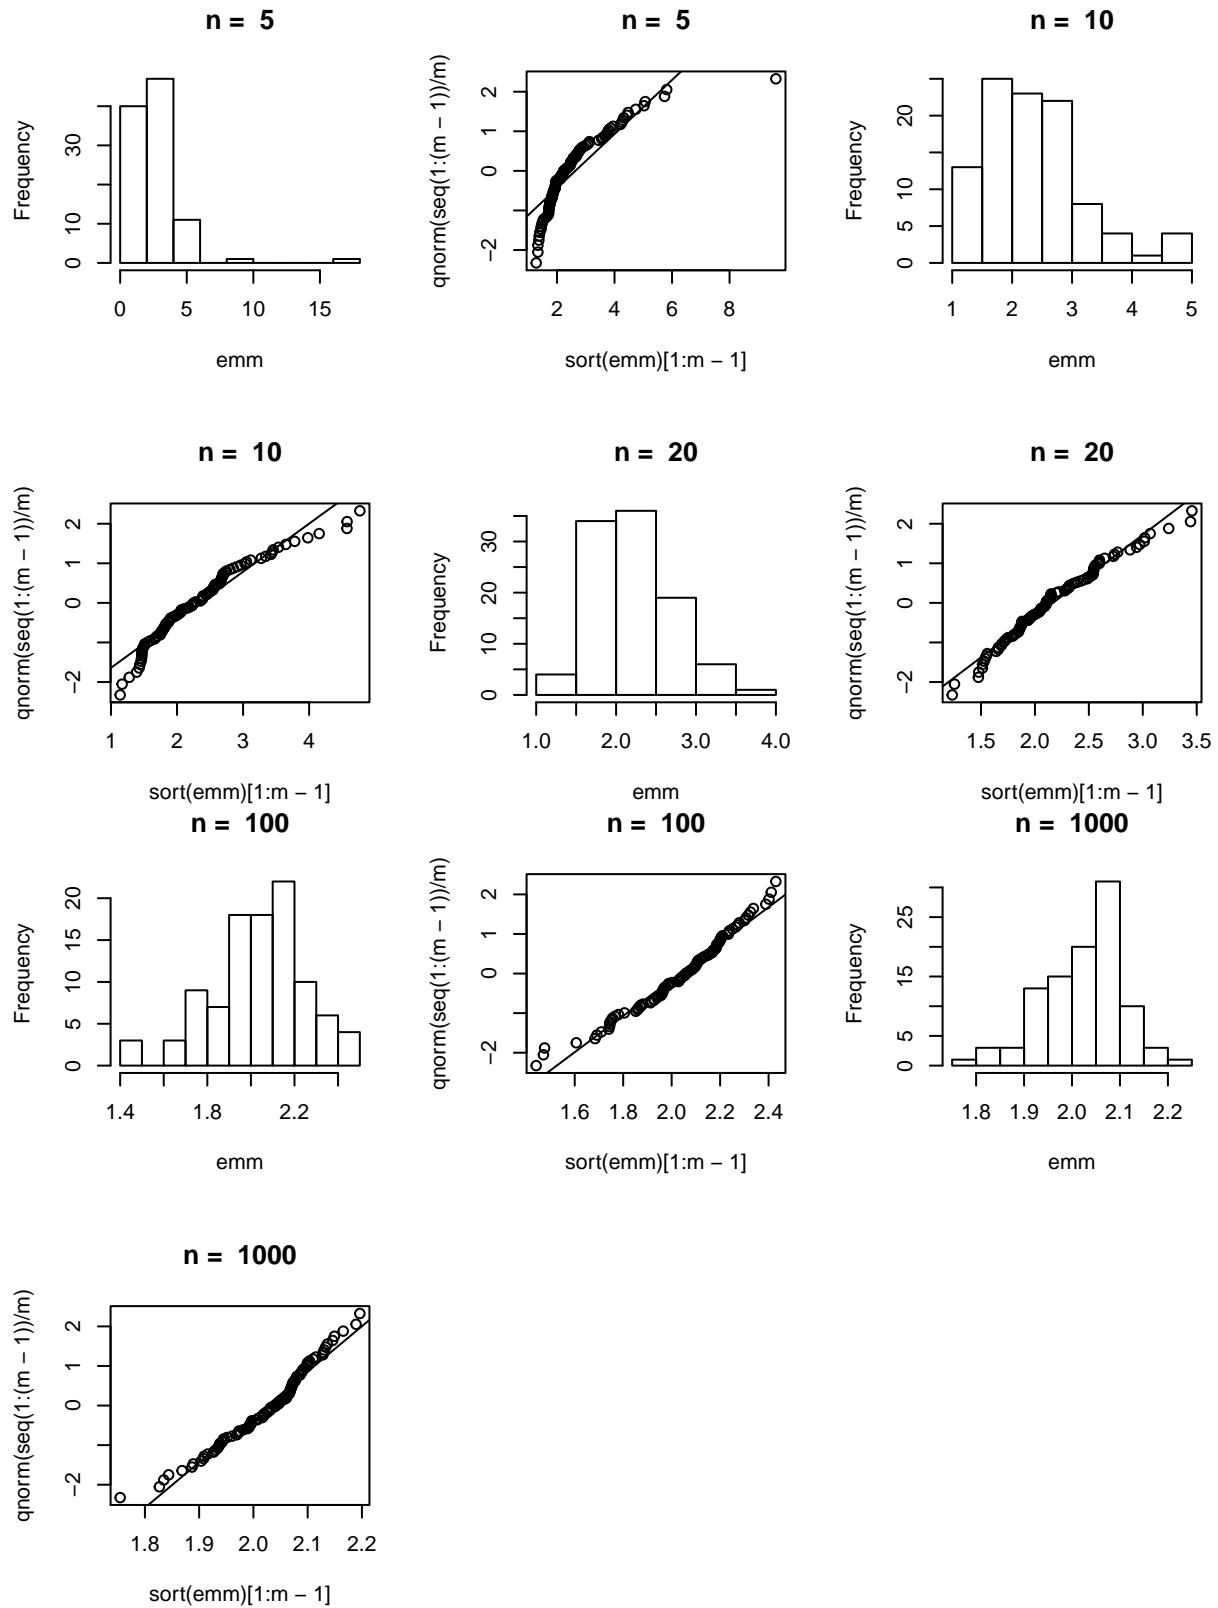 n = 5
Frequency
0
10
30
0
5
10
15
emm
n = 5
qnorm(seq(1:(m − 1))/m)
−2
0
1
2
2
4
6
8
sort(emm)[1:m − 1]
n = 10
Frequency
0
5
10
20
1
2
3
4
5
emm
n = 10
qnorm(seq(1:(m − 1))/m)
−2
0
1
2
1
2
3
4
sort(emm)[1:m − 1]
n = 20
Frequency
0
10
20
30
1.0
2.0
3.0
4.0
emm
n = 20
qnorm(seq(1:(m − 1))/m)
−2
0
1
2
1.5
2.0
2.5
3.0
3.5
sort(emm)[1:m − 1]
n = 100
Frequency
0
5
10
15
20
1.4
1.8
2.2
emm
n = 100
qnorm(seq(1:(m − 1))/m)
−2
0
1
2
1.6
1.8
2.0
2.2
2.4
sort(emm)[1:m − 1]
n = 1000
Frequency
0
5
15
25
1.8
1.9
2.0
2.1
2.2
emm
n = 1000
qnorm(seq(1:(m − 1))/m)
−2
0
1
2
1.8
1.9
2.0
2.1
2.2
sort(emm)[1:m − 1]